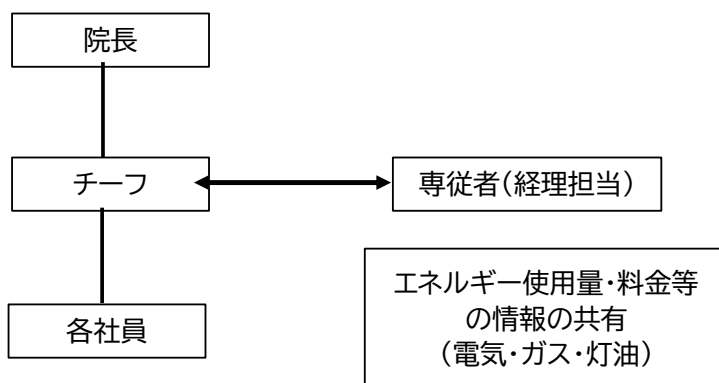 院長
チーフ
専従者(経理担当)
エネルギー使用量・料金等
の情報の共有
(電気・ガス・灯油)
各社員